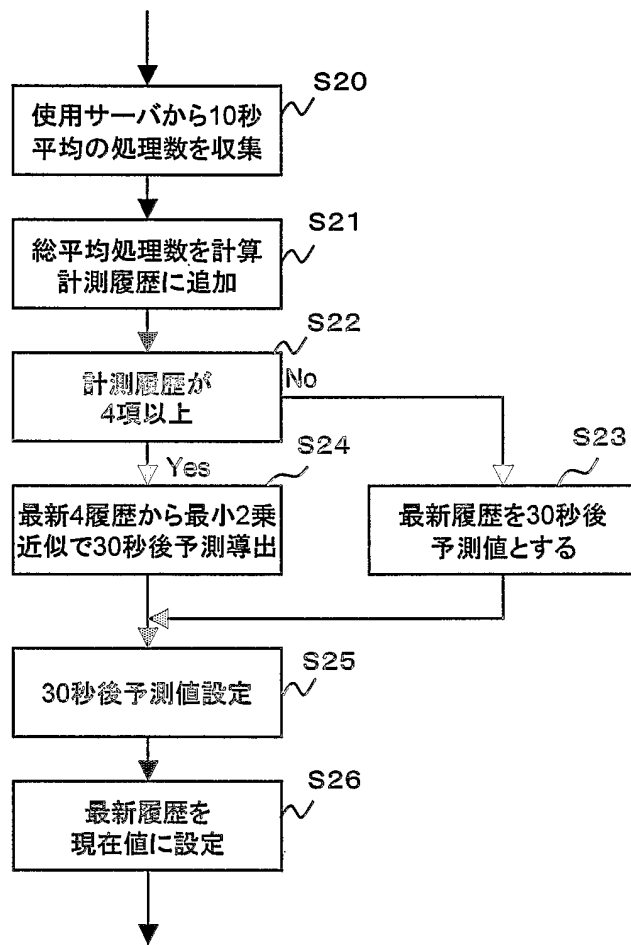 S20
使用サーバから10秒
平均の処理数を収集
S21
総平均処理数を計算
計測履歴に追加
S22
計測履歴が
4項以上
No
Yes
S24
最新4履歴から最小2乗
近似で30秒後予測導出
S23
最新履歴を30秒後
予測値とする
S25
30秒後予測値設定
S26
最新履歴を
現在値に設定